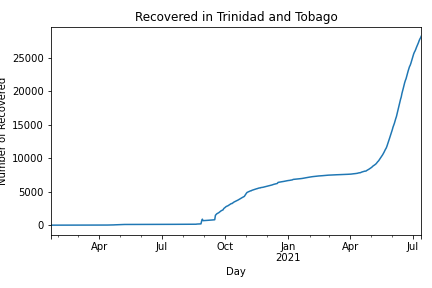 Recovered in Trinidad and Tobago
Number of Recovered
25000
20000
15000
10000
5000
0
Apr
Jul
Oct
Jan
2021
Apr
Jul
Day